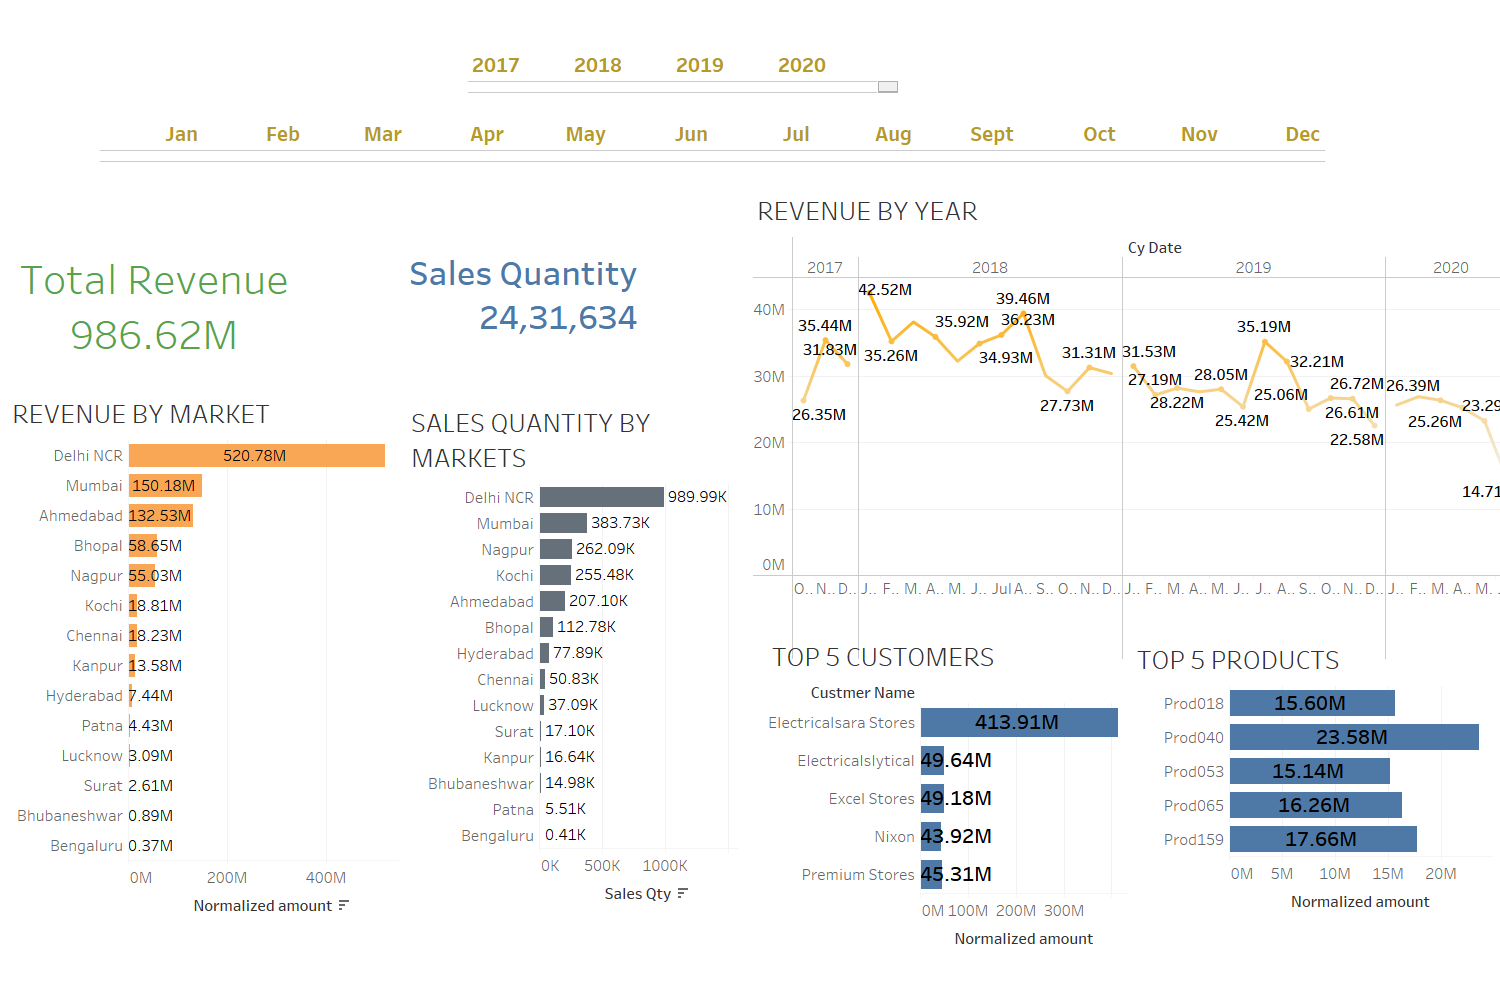 2017 2018 2019 2020
Jan Feb Mar Apr May Jun Jul Aug Sept Oct Nov Dec
Total Revenue
986.62M
Sales Quantity
24,31,634
REVENUE BY YEAR
Cy Date
2017 2018 2019 2020
40M
30M
20M
10M
0M
35.44M
31.83M
26.35M
42.52M
35.26M
35.92M
34.93M
39.46M
36.23M
27.73M
31.31M
31.53M
27.19M
28.22M
28.05M
25.42M
35.19M
25.06M
32.21M
26.72M
26.61M
22.58M
26.39M
25.26M
23.29
14.71
O.. N.. D.. J.. F.. M. A.. M. J.. Jul A.. S.. O.. N.. D.. J.. F.. M. A.. M. J.. J.. A.. S.. O.. N.. D.. J.. F.. M. A.. M.
REVENUE BY MARKET
Delhi NCR 520.78M
Mumbai 150.18M
Ahmedabad 132.53M
Bhopal 58.65M
Nagpur 55.03M
Kochi 18.81M
Chennai 18.23M
Kanpur 13.58M
Hyderabad 7.44M
Patna 4.43M
Lucknow 3.09M
Surat 2.61M
Bhubaneshwar 0.89M
Bengaluru 0.37M
0M 200M 400M
Normalized amount
SALES QUANTITY BY
MARKETS
Delhi NCR 989.99K
Mumbai 383.73K
Nagpur 262.09K
Kochi 255.48K
Ahmedabad 207.10K
Bhopal 112.78K
Hyderabad 77.89K
Chennai 50.83K
Lucknow 37.09K
Surat 17.10K
Kanpur 16.64K
Bhubaneshwar 14.98K
Patna 5.51K
Bengaluru 0.41K
0K 500K 1000K
Sales Qty
TOP 5 CUSTOMERS
Custmer Name
Electricalsara Stores 413.91M
Electricalslytical 49.64M
Excel Stores 49.18M
Nixon 43.92M
Premium Stores 45.31M
0M 100M 200M 300M
Normalized amount
TOP 5 PRODUCTS
Prod018 15.60M
Prod040 23.58M
Prod053 15.14M
Prod065 16.26M
Prod159 17.66M
0M 5M 10M 15M 20M
Normalized amount